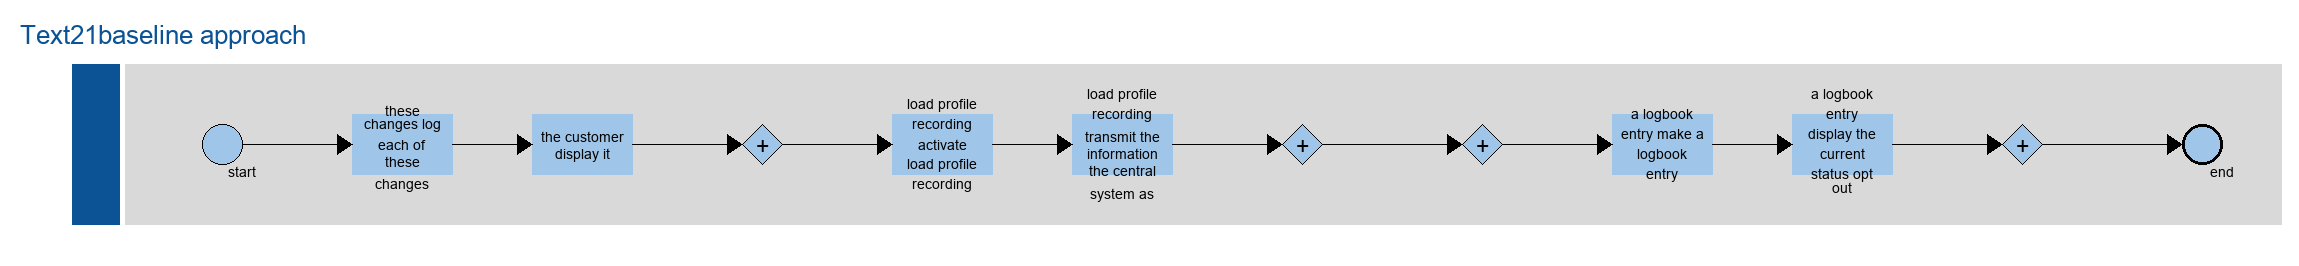 Text21baseline approach
start
these
changes log
each of
these
changes
the customer
display it
+
load profile
recording
activate
load profile
recording
load profile
recording
transmit the
information
the central
system as
+
+
a logbook
entry make a
logbook
entry
a logbook
entry
display the
current
status opt
out
+
end